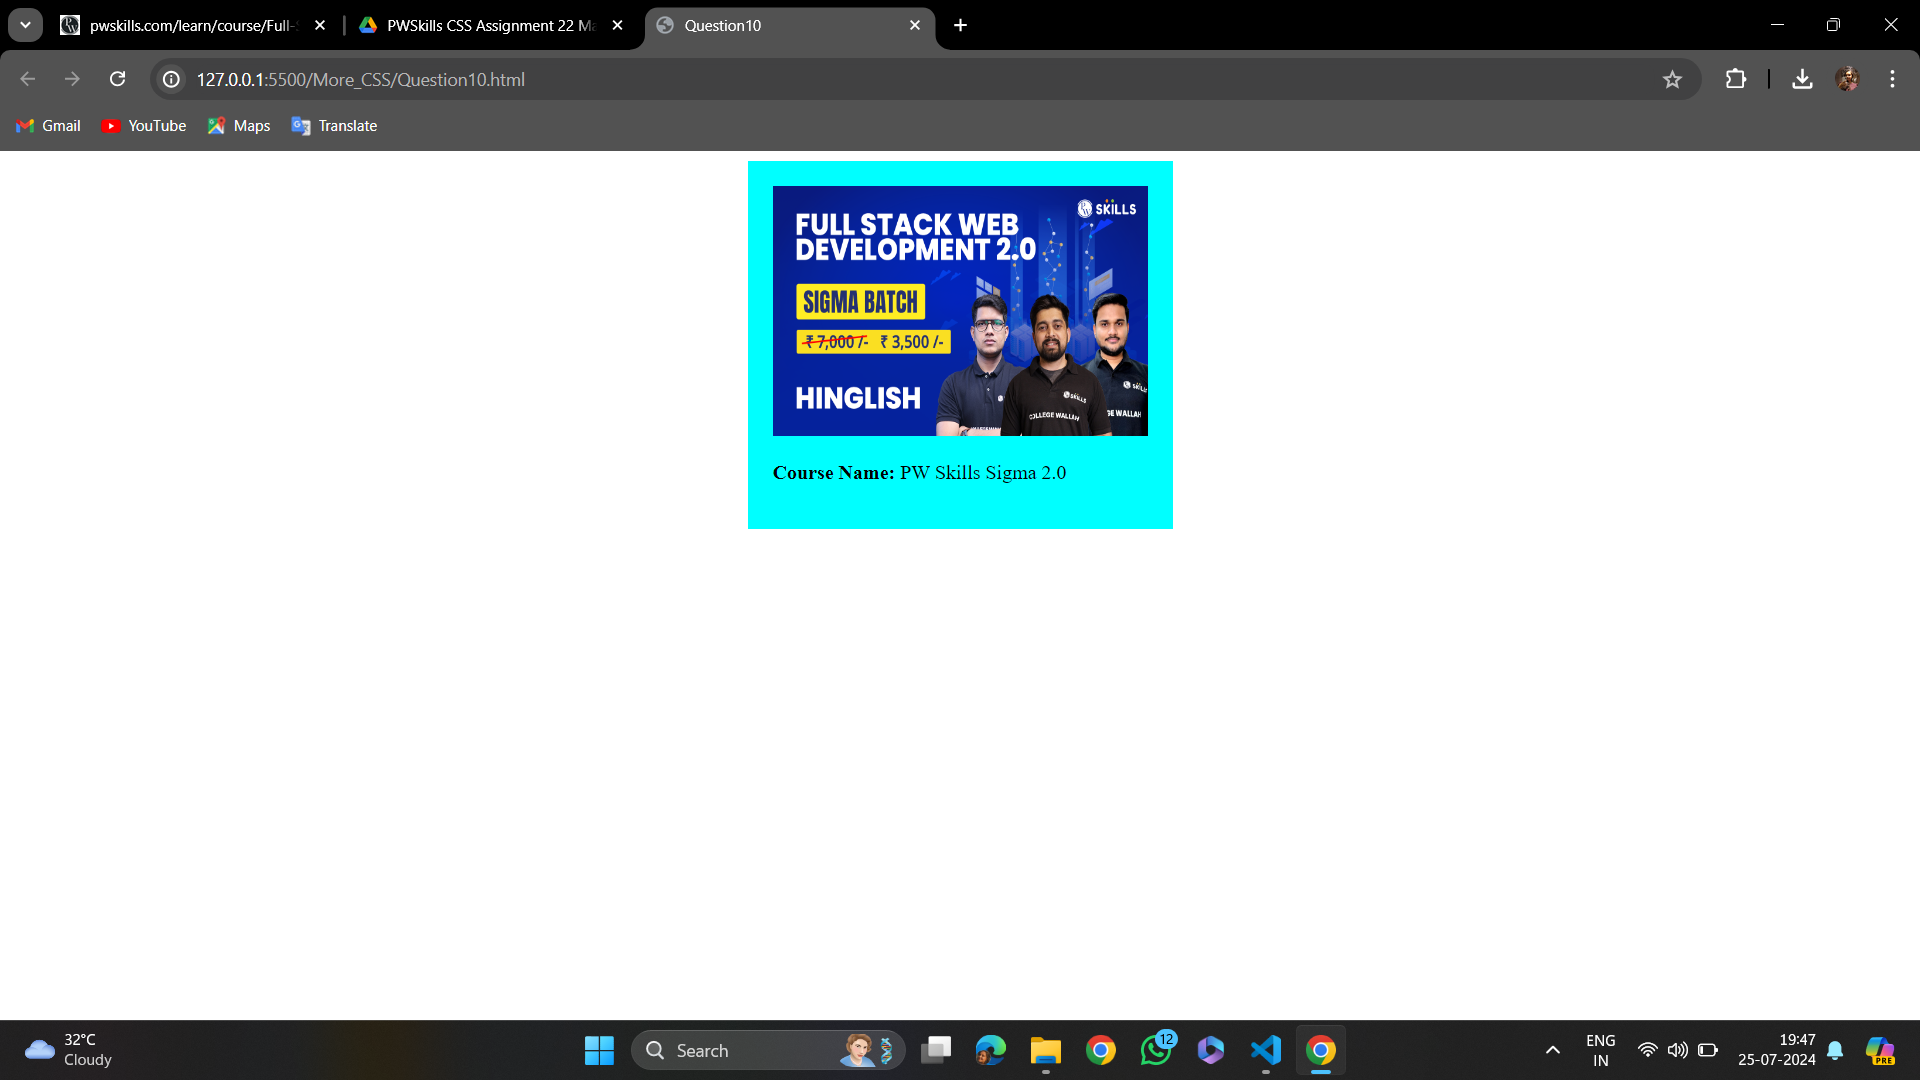 pwskills.com/learn/course/Full-
PWSkills CSS Assignment 22 Ma
Question10
127.0.0.1:5500/More_CSS/Question10.html
Gmail
YouTube
Maps
Translate
SKILLS
FULL STACK WEB
DEVELOPMENT 2.0
SIGMA BATCH
₹ 7,000 /- ₹ 3,500 /-
HINGLISH
SKILLS
COLLEGE WALLAH
GE WALLAH
Course Name: PW Skills Sigma 2.0
32°C
Cloudy
Search
12
ENG
IN
19:47
25-07-2024
PRE